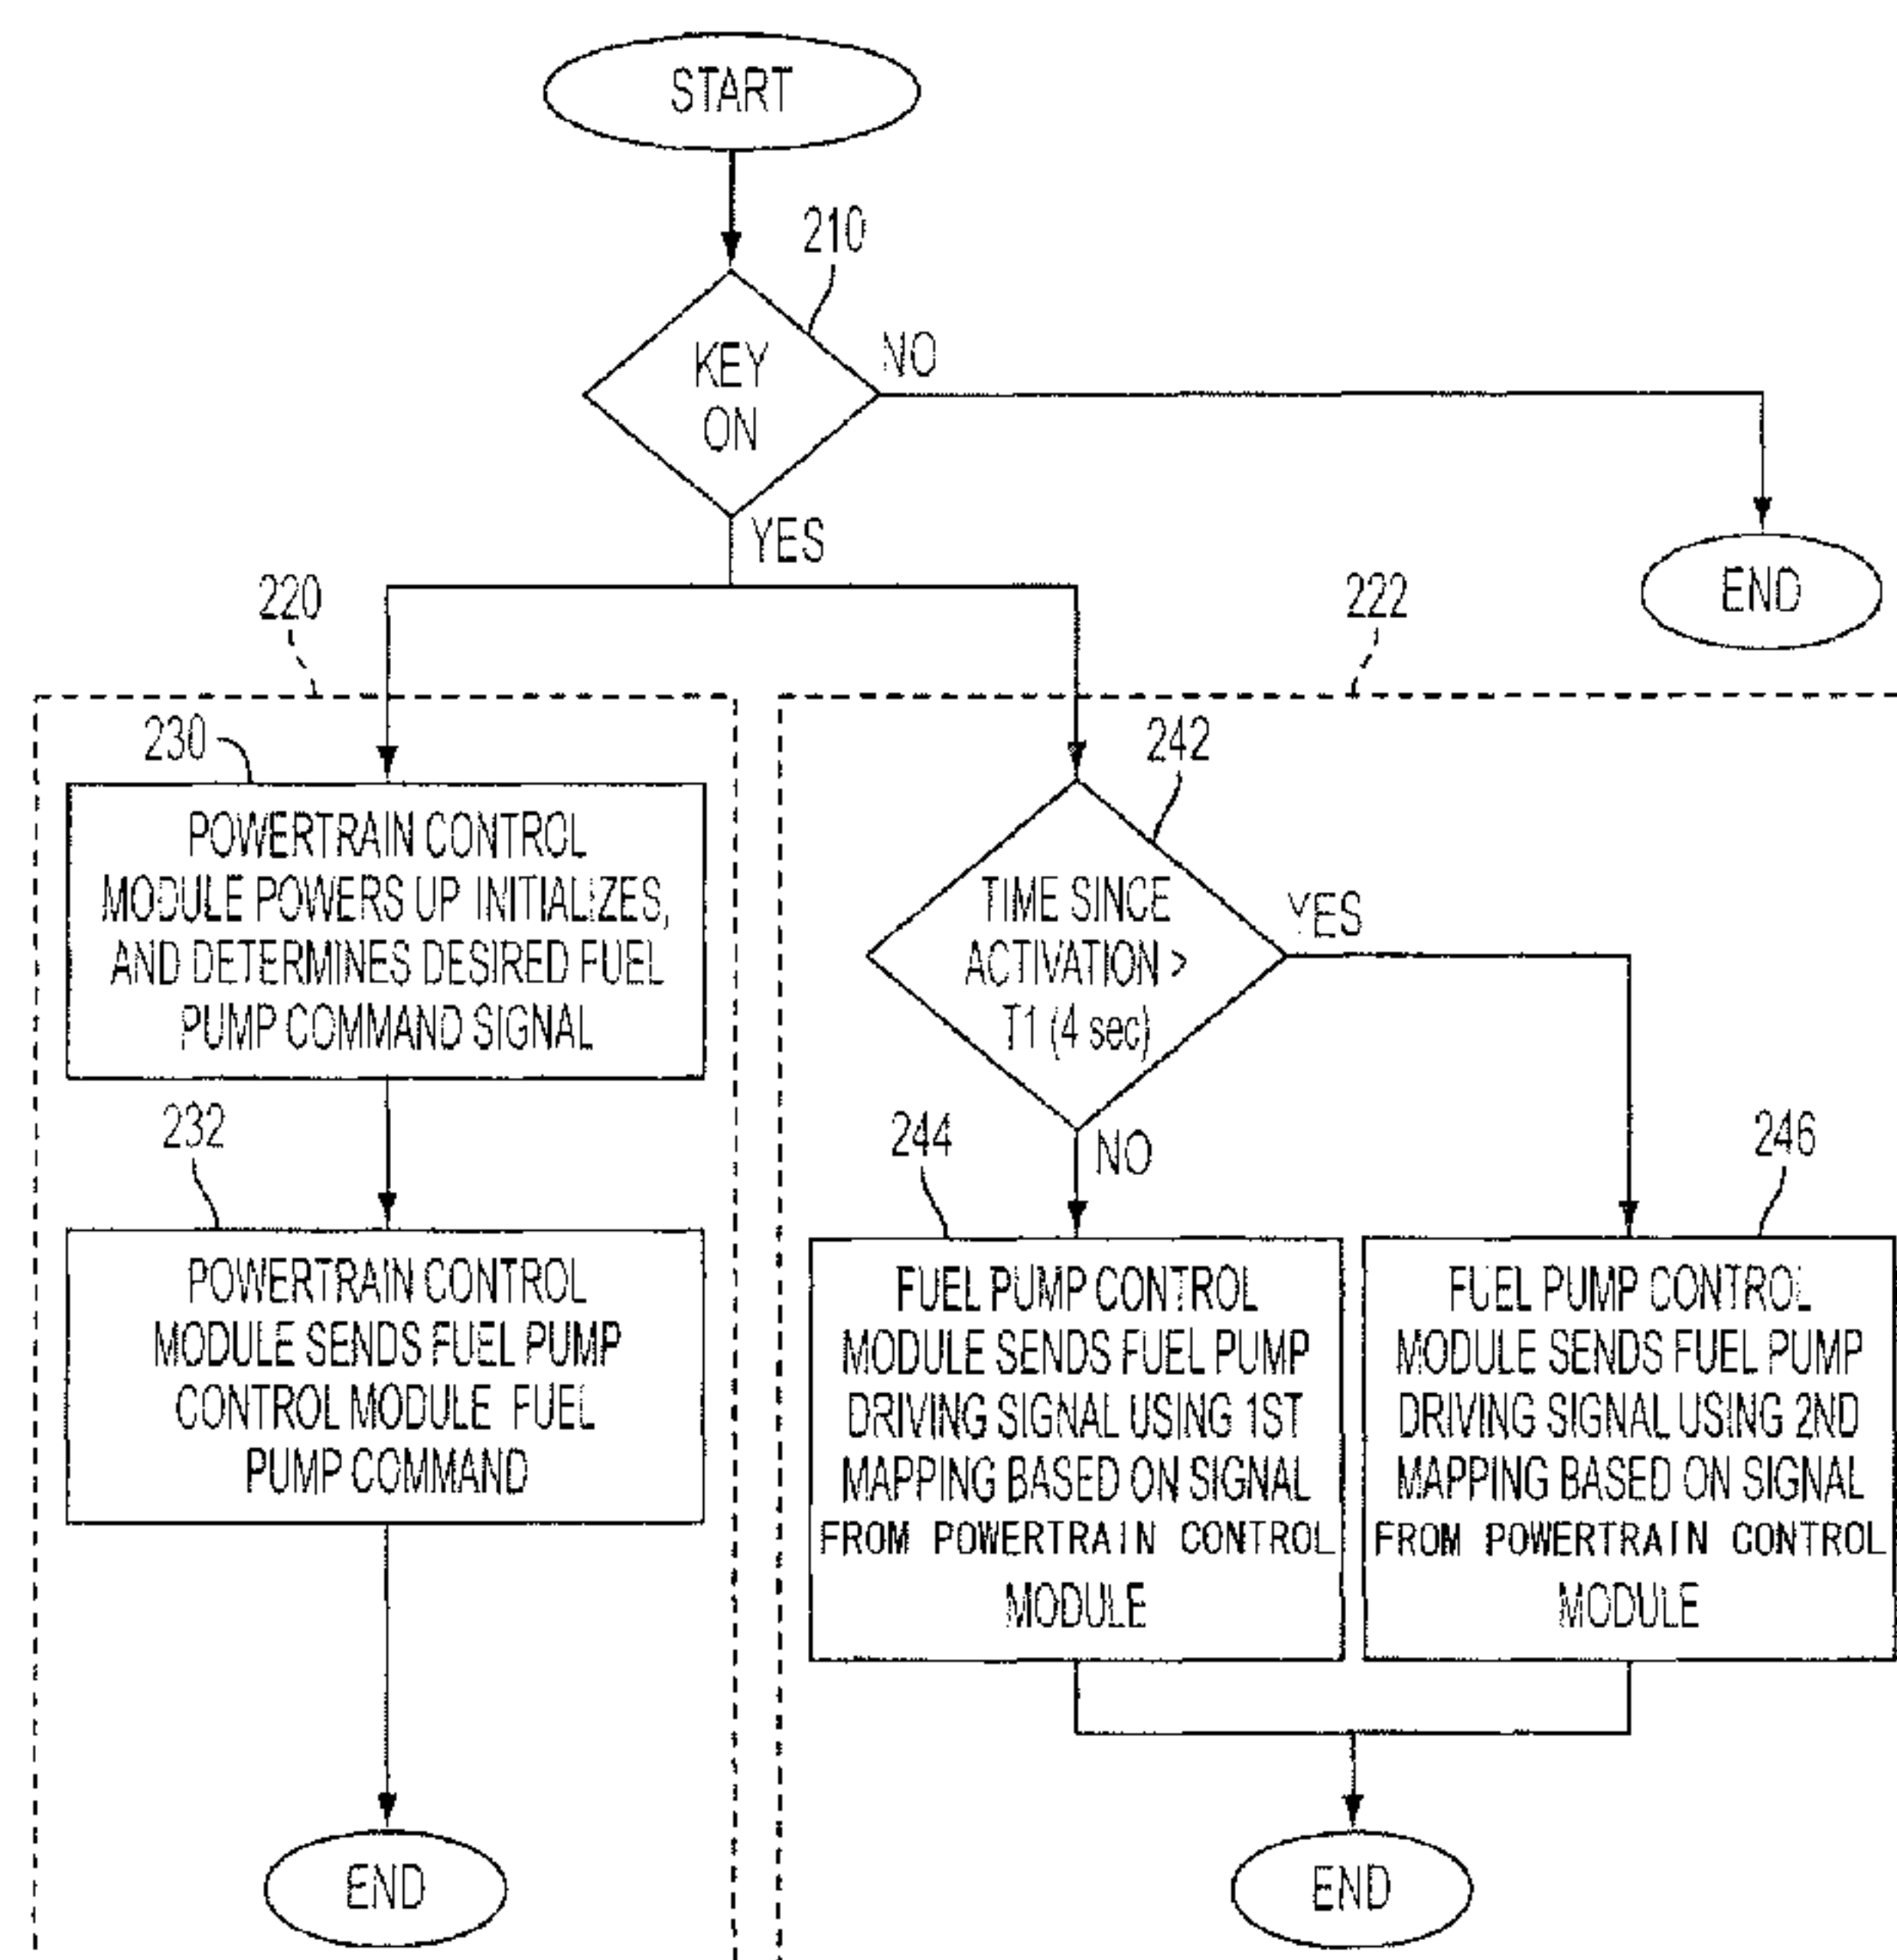 START
210
KEY
ON
NO
YES
END
220
222
230
POWERTRAIN CONTROL
MODULE POWERS UP INITIALIZES,
AND DETERMINES DESIRED FUEL
PUMP COMMAND SIGNAL
232
POWERTRAIN CONTROL
MODULE SENDS FUEL PUMP
CONTROL MODULE FUEL
PUMP COMMAND
END
242
TIME SINCE
ACTIVATION >
T1 (4 sec)
YES
NO
244
FUEL PUMP CONTROL
MODULE SENDS FUEL PUMP
DRIVING SIGNAL USING 1ST
MAPPING BASED ON SIGNAL
FROM POWERTRAIN CONTROL
MODULE
246
FUEL PUMP CONTROL
MODULE SENDS FUEL PUMP
DRIVING SIGNAL USING 2ND
MAPPING BASED ON SIGNAL
FROM POWERTRAIN CONTROL
MODULE
END